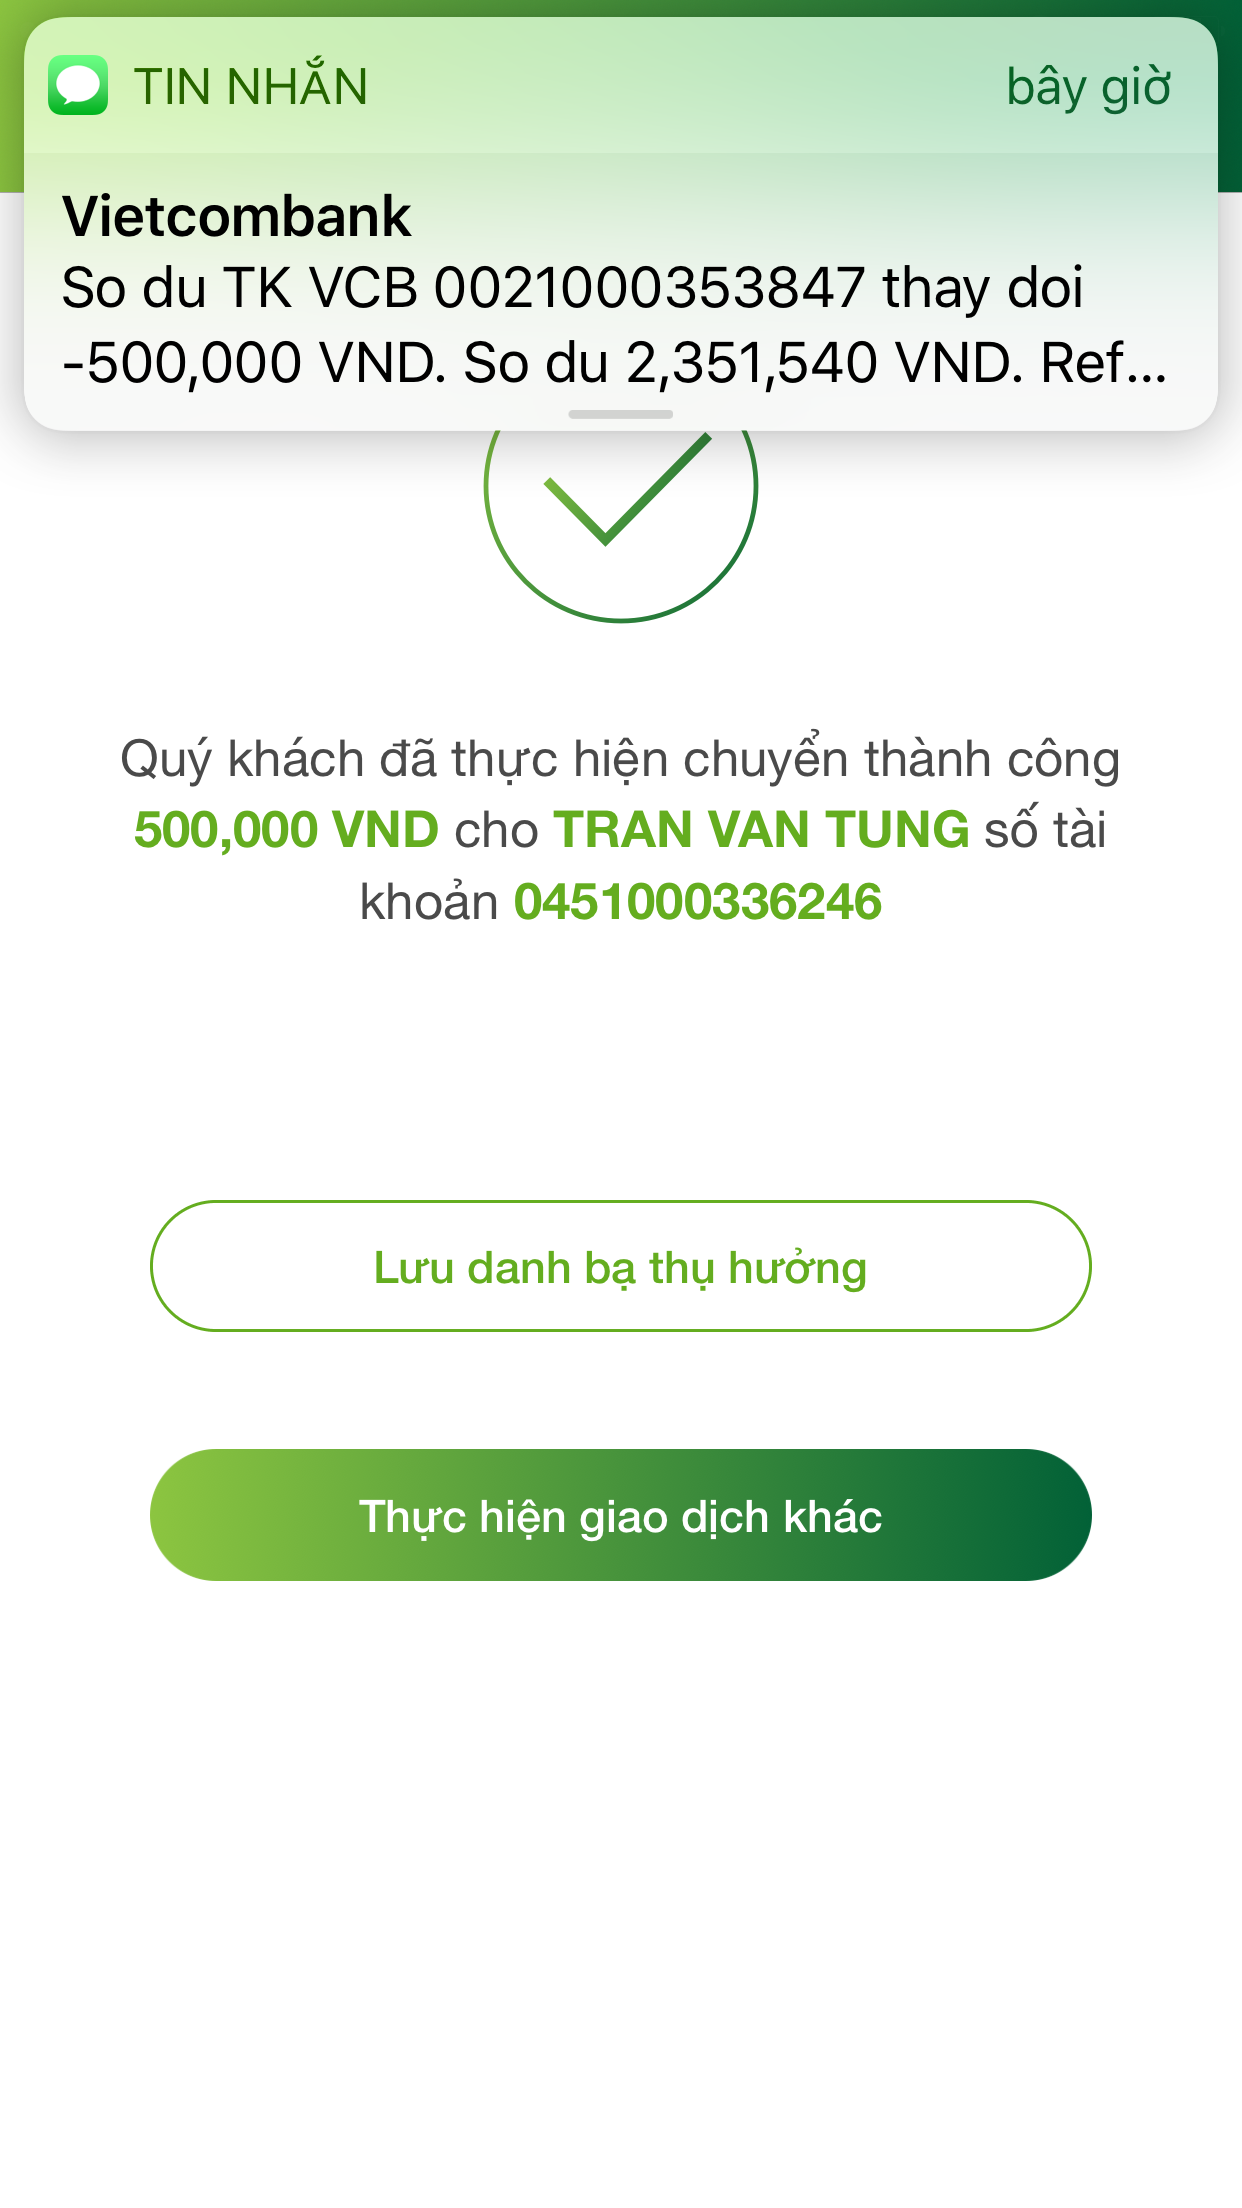 TIN NHẮN bây giờ
Vietcombank
So du TK VCB 0021000353847 thay doi
-500,000 VND. So du 2,351,540 VND. Ref...
Quý khách đã thực hiện chuyển thành công
500,000 VND cho TRAN VAN TUNG số tài
khoản 0451000336246
Lưu danh bạ thụ hưởng
Thực hiện giao dịch khác